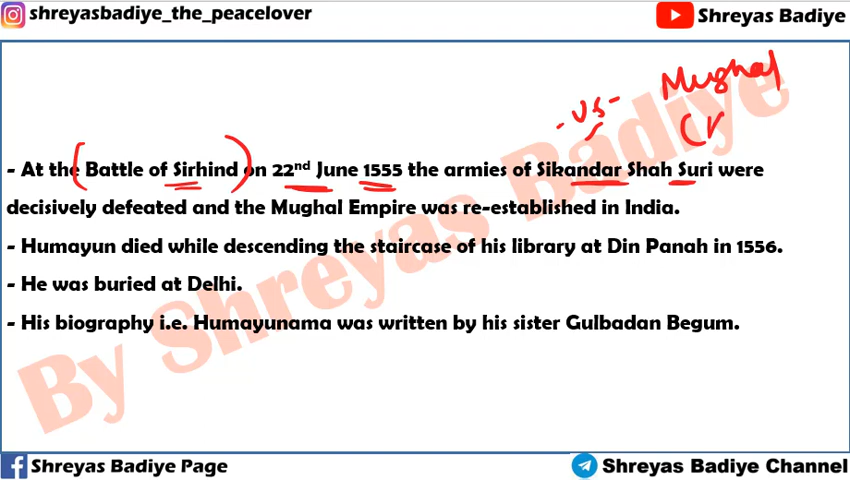 shreyasbadiye_the_peacelover
Shreyas Badiye
-VS-
Mughal
- At the (Battle of Sirhind) on 22nd June 1555 the armies of Sikandar Shah Suri were
decisively defeated and the Mughal Empire was re-established in India.
- Humayun died while descending the staircase of his library at Din Panah in 1556.
- He was buried at Delhi.
- His biography i.e. Humayunama was written by his sister Gulbadan Begum.
By Shreyas Badiye
Shreyas Badiye Page
Shreyas Badiye Channel